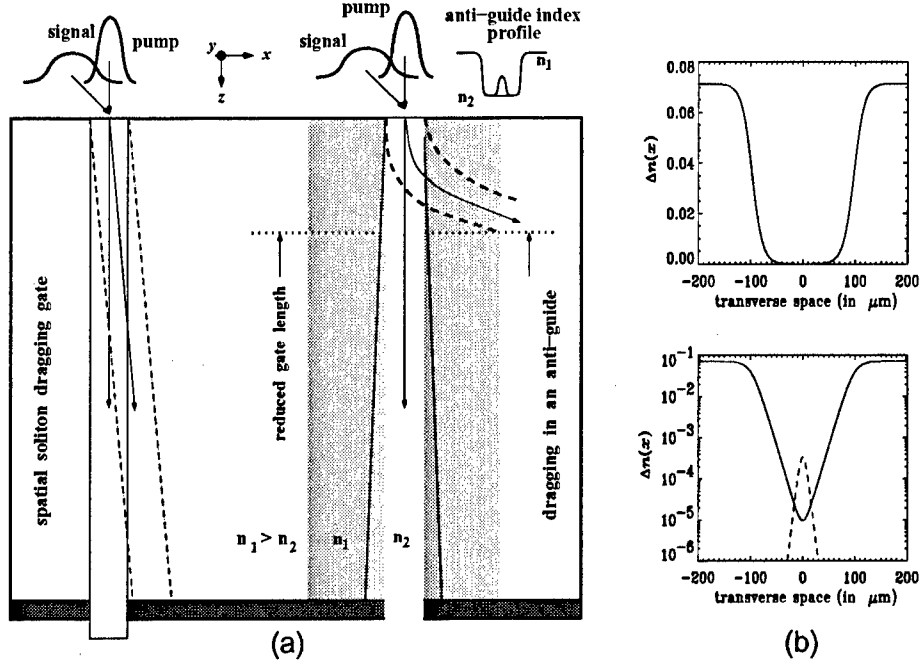 signal
pump
y
x
z
signal
pump
anti-guide index
profile
n₁
n₂
spatial soliton dragging gate
reduced gate length
dragging in an anti-guide
n₁ > n₂
n₁
n₂
(a)
0.08
0.06
0.04
0.02
0.00
Δn(x)
-200 -100 0 100 200
transverse space (in μm)
10⁻¹
10⁻²
10⁻³
10⁻⁴
10⁻⁵
10⁻⁶
Δn(x)
-200 -100 0 100 200
transverse space (in μm)
(b)